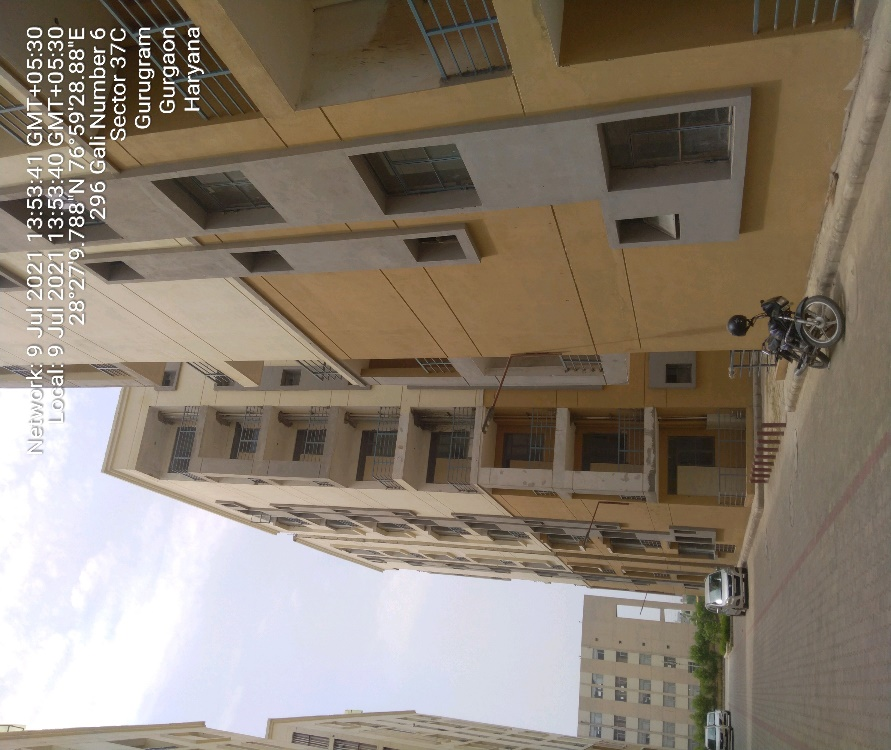 Network: 9 Jul 2021 13:53:41 GMT+05:30
Local: 9 Jul 2021 13:53:40 GMT+05:30
28°27'9.788"N 76°59'28.88"E
296 Gali Number 6
Sector 37C
Gurugram
Gurgaon
Haryana